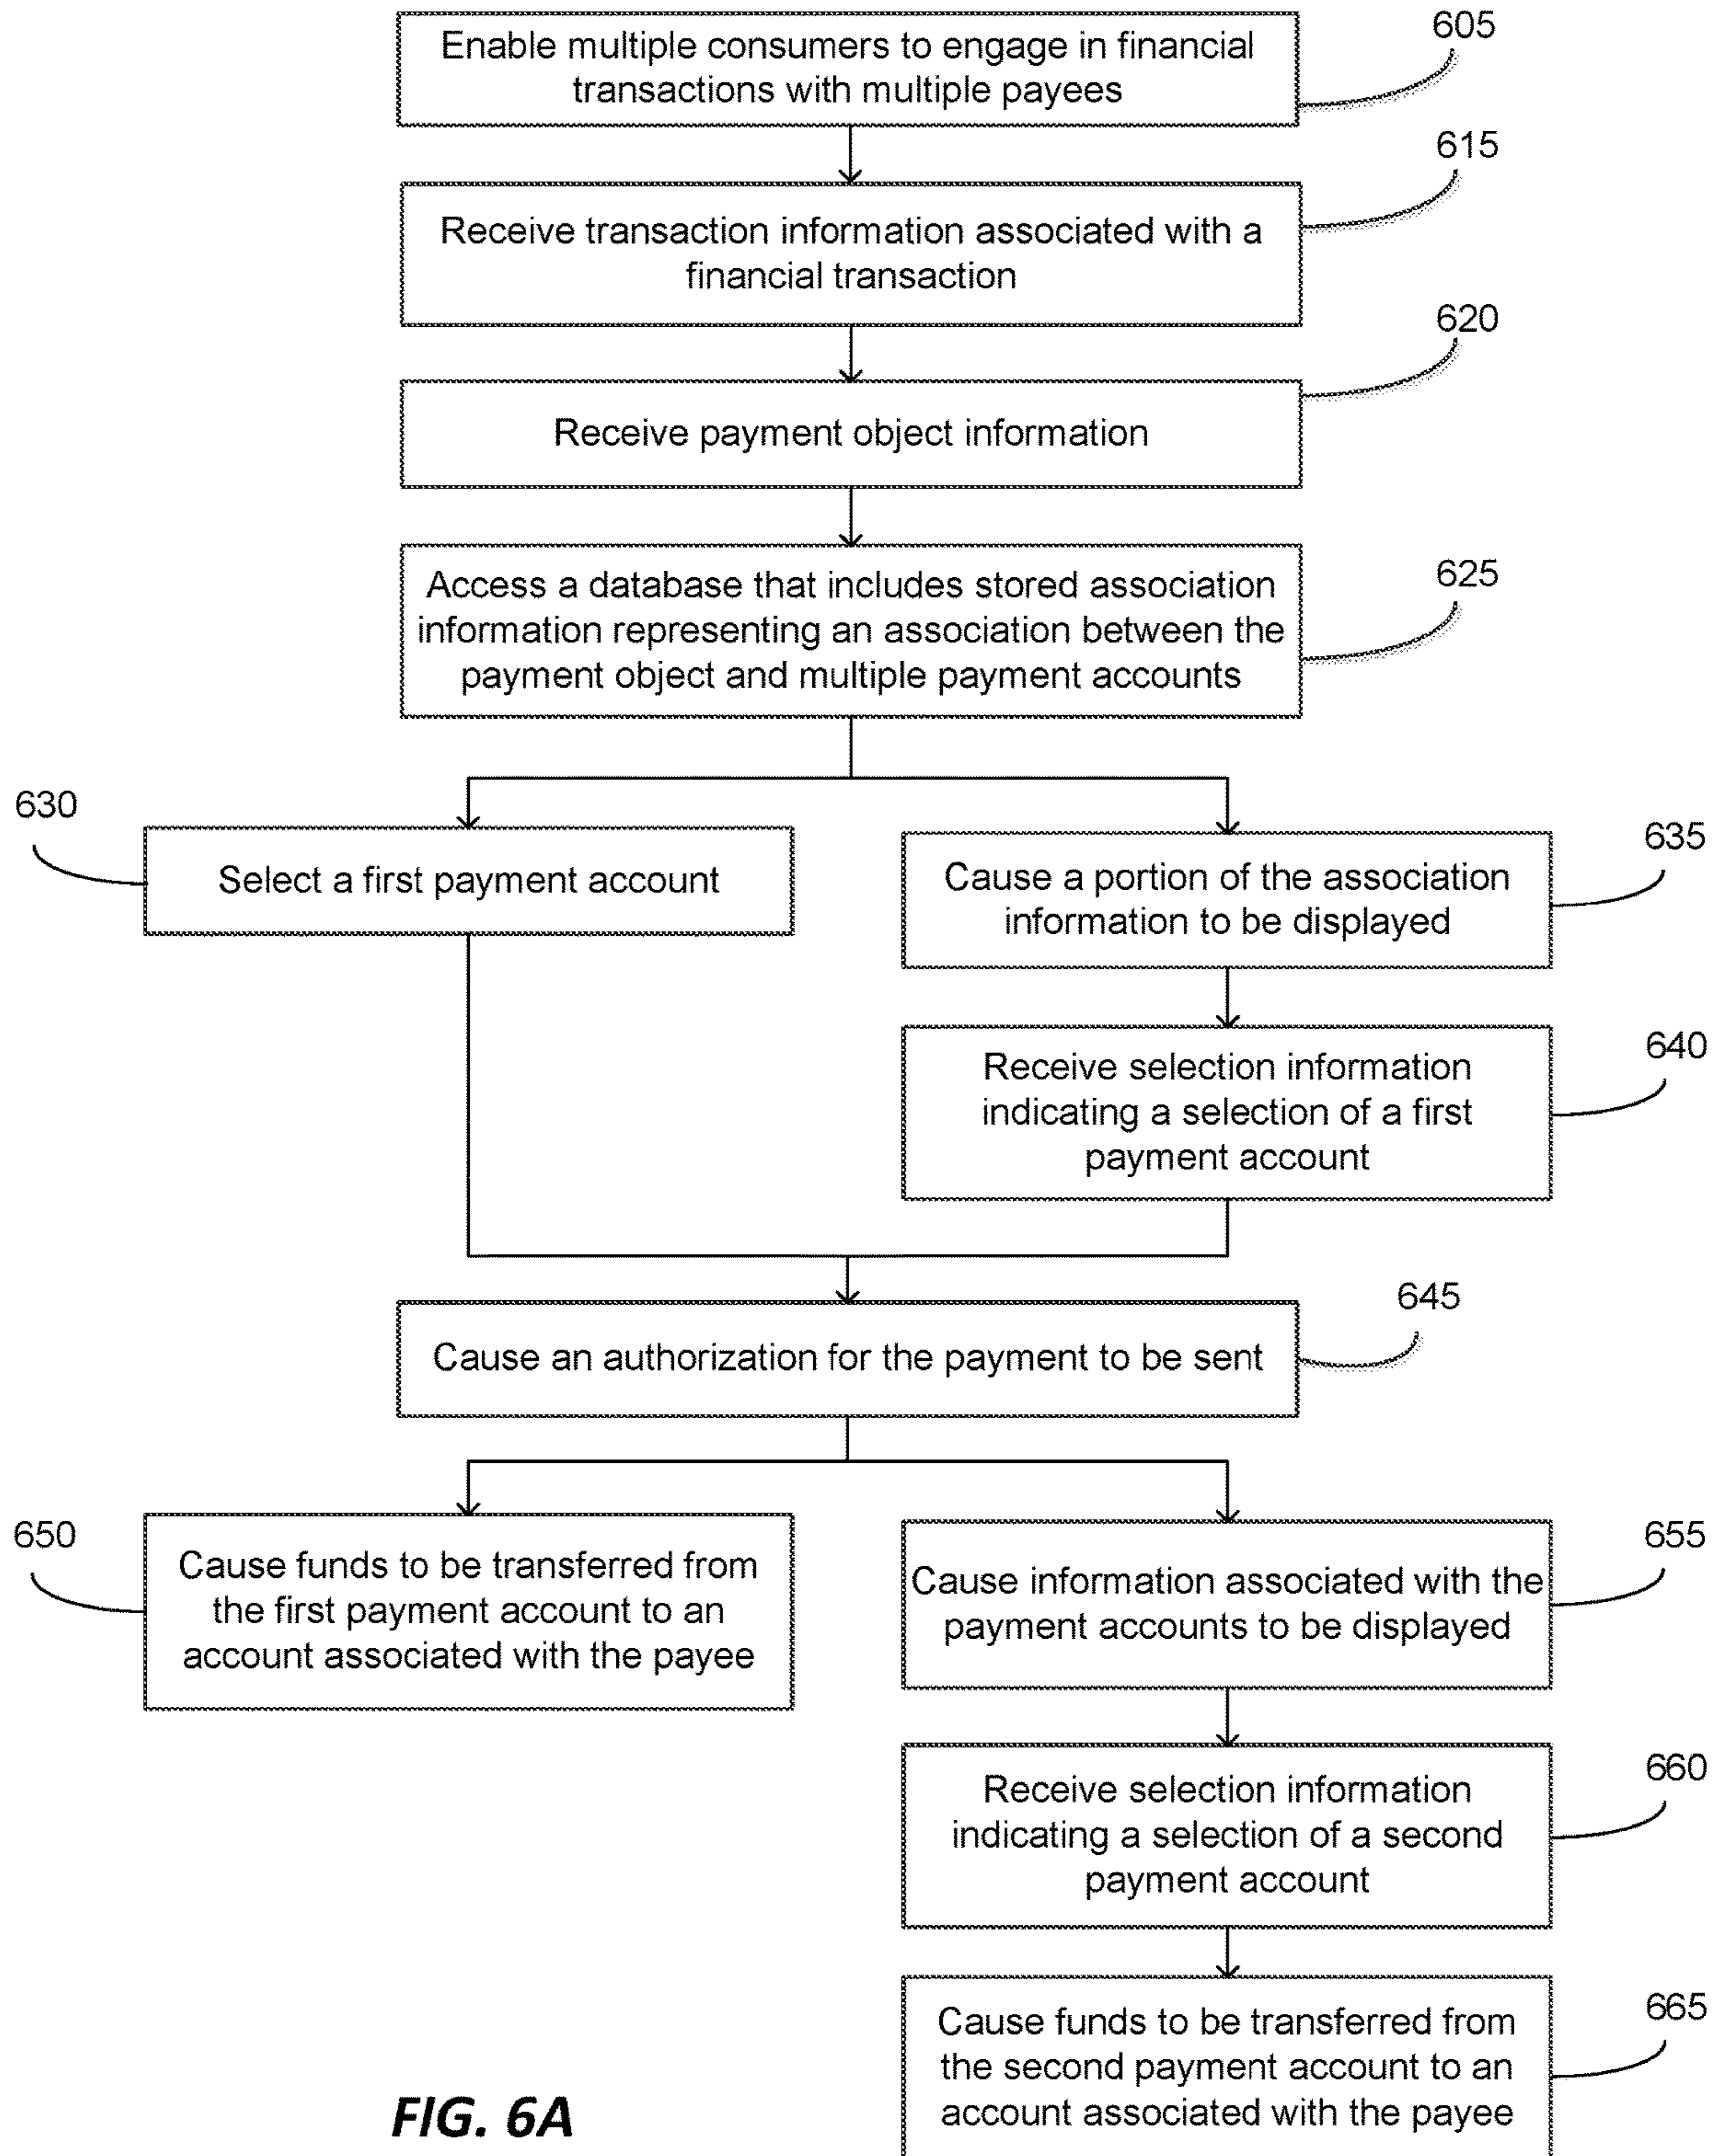 Enable multiple consumers to engage in financial
transactions with multiple payees
605
615
Receive transaction information associated with a
financial transaction
620
Receive payment object information
Access a database that includes stored association
information representing an association between the
payment object and multiple payment accounts
625
630
Select a first payment account
635
Cause a portion of the association
information to be displayed
640
Receive selection information
indicating a selection of a first
payment account
645
Cause an authorization for the payment to be sent
650
Cause funds to be transferred from
the first payment account to an
account associated with the payee
655
Cause information associated with the
payment accounts to be displayed
660
Receive selection information
indicating a selection of a second
payment account
665
Cause funds to be transferred from
the second payment account to an
account associated with the payee
FIG. 6A